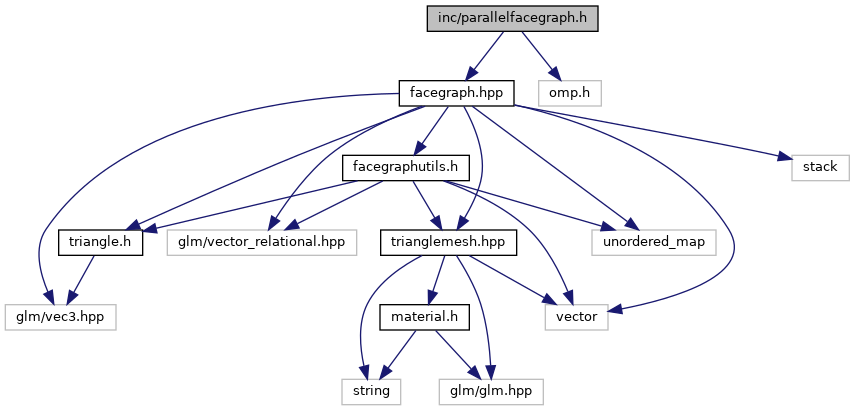 inc/parallelfacegraph.h
facegraph.hpp
omp.h
facegraphutils.h
stack
triangle.h
glm/vector_relational.hpp
trianglemesh.hpp
unordered_map
glm/vec3.hpp
material.h
vector
string
glm/glm.hpp